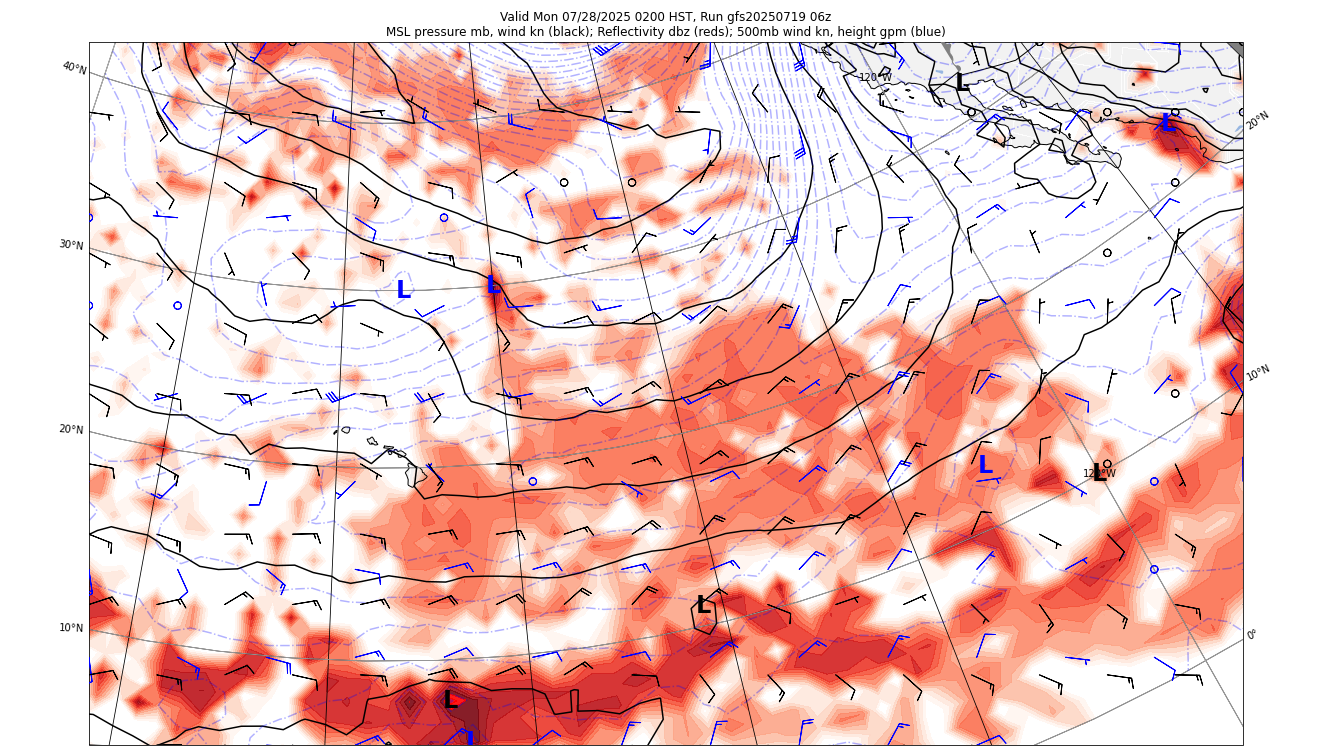 Valid Mon 07/28/2025 0200 HST, Run gfs20250719 06z
MSL pressure mb, wind kn (black); Reflectivity dbz (reds); 500mb wind kn, height gpm (blue)
40°N
120°W
L
L
20°N
30°N
L
L
10°N
20°N
L
L
120°W
10°N
L
0°
L
L